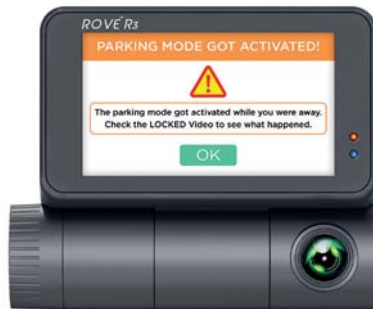 ROVE R3
PARKING MODE GOT ACTIVATED!
The parking mode got activated while you were away.
Check the LOCKED Video to see what happened.
OK